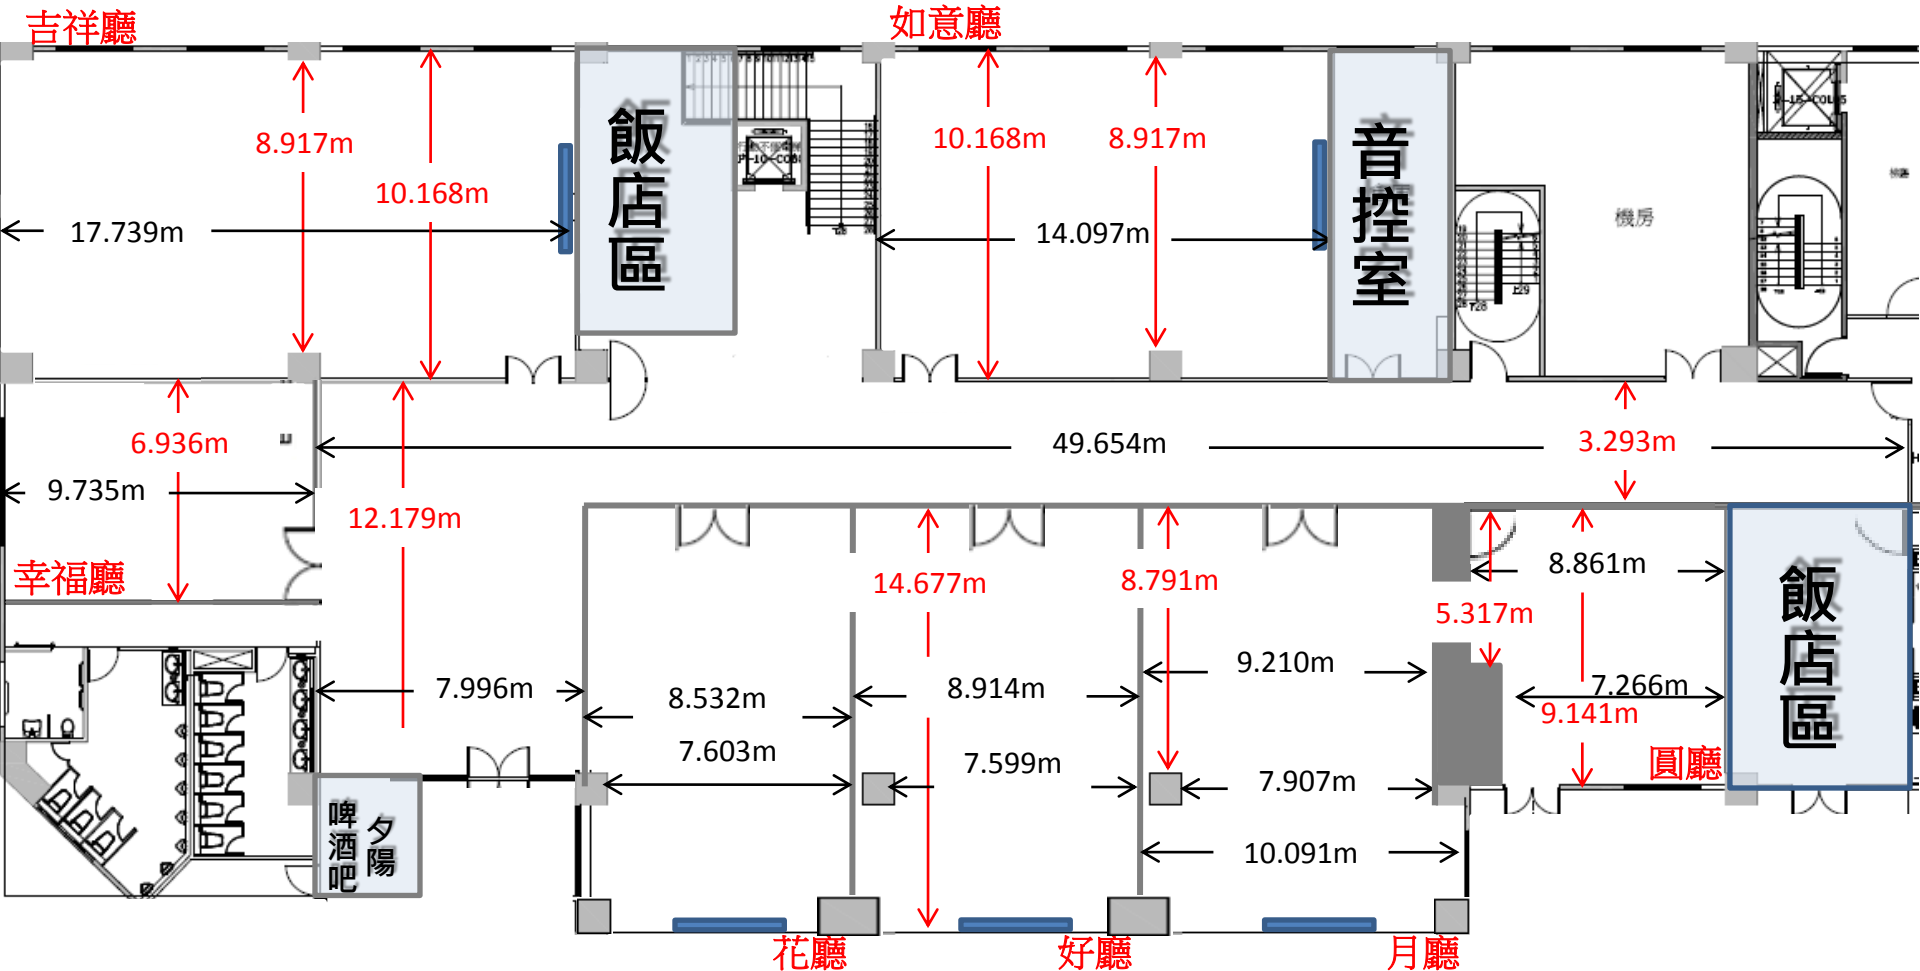 吉祥廳
如意廳
8.917m
10.168m
17.739m
飯店區
10.168m
8.917m
14.097m
音控室
機房
6.936m
9.735m
幸福廳
12.179m
49.654m
3.293m
7.996m
8.532m
7.603m
14.677m
8.914m
7.599m
8.791m
9.210m
7.907m
10.091m
5.317m
8.861m
7.266m
9.141m
圓廳
飯店區
夕陽
啤酒吧
花廳
好廳
月廳